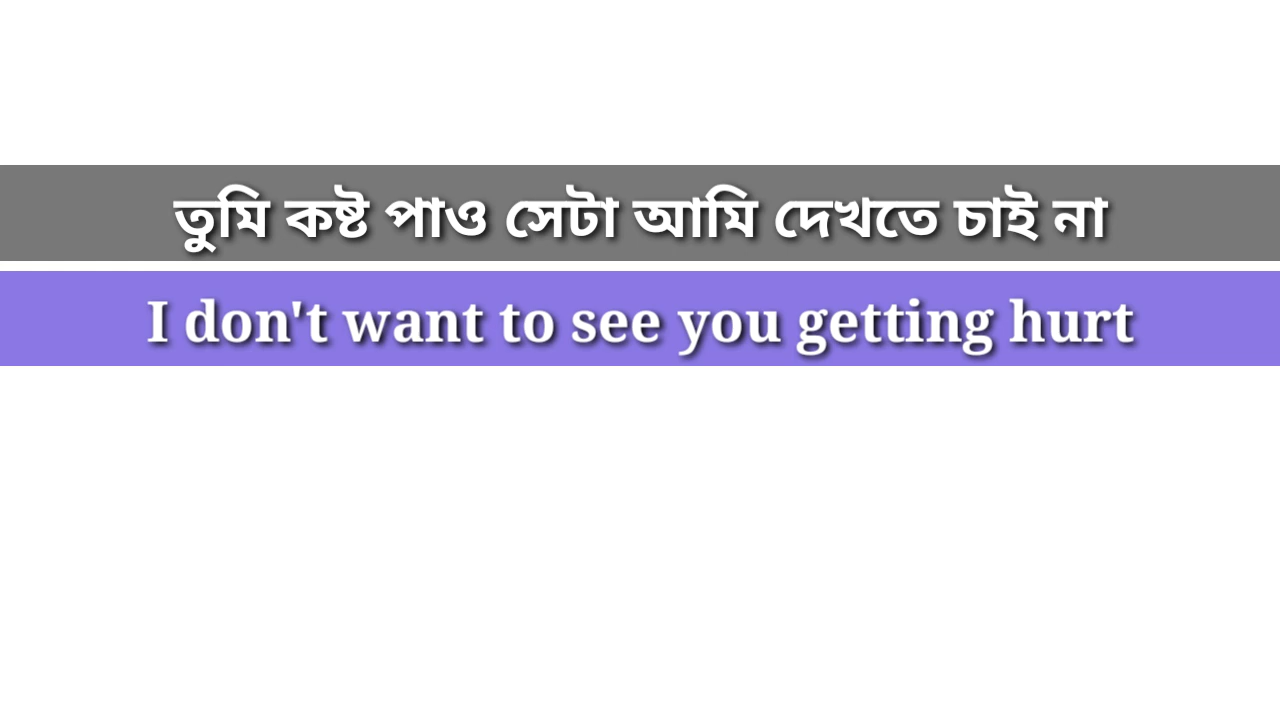 তুমি কষ্ট পাও সেটা আমি দেখতে চাই না
I don't want to see you getting hurt